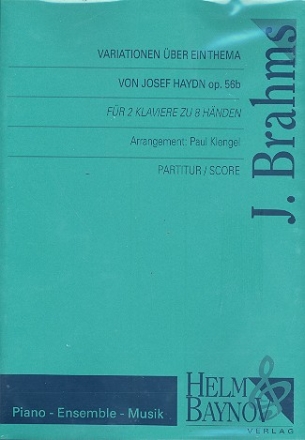 VARIATIONEN ÜBER EIN THEMA
VON JOSEF HAYDN op. 56b
FÜR 2 KLAVIERE ZU 8 HÄNDEN
Arrangement: Paul Klengel
PARTITUR / SCORE
J. Brahms
Piano - Ensemble - Musik
HELM
BAYNOV
VERLAG